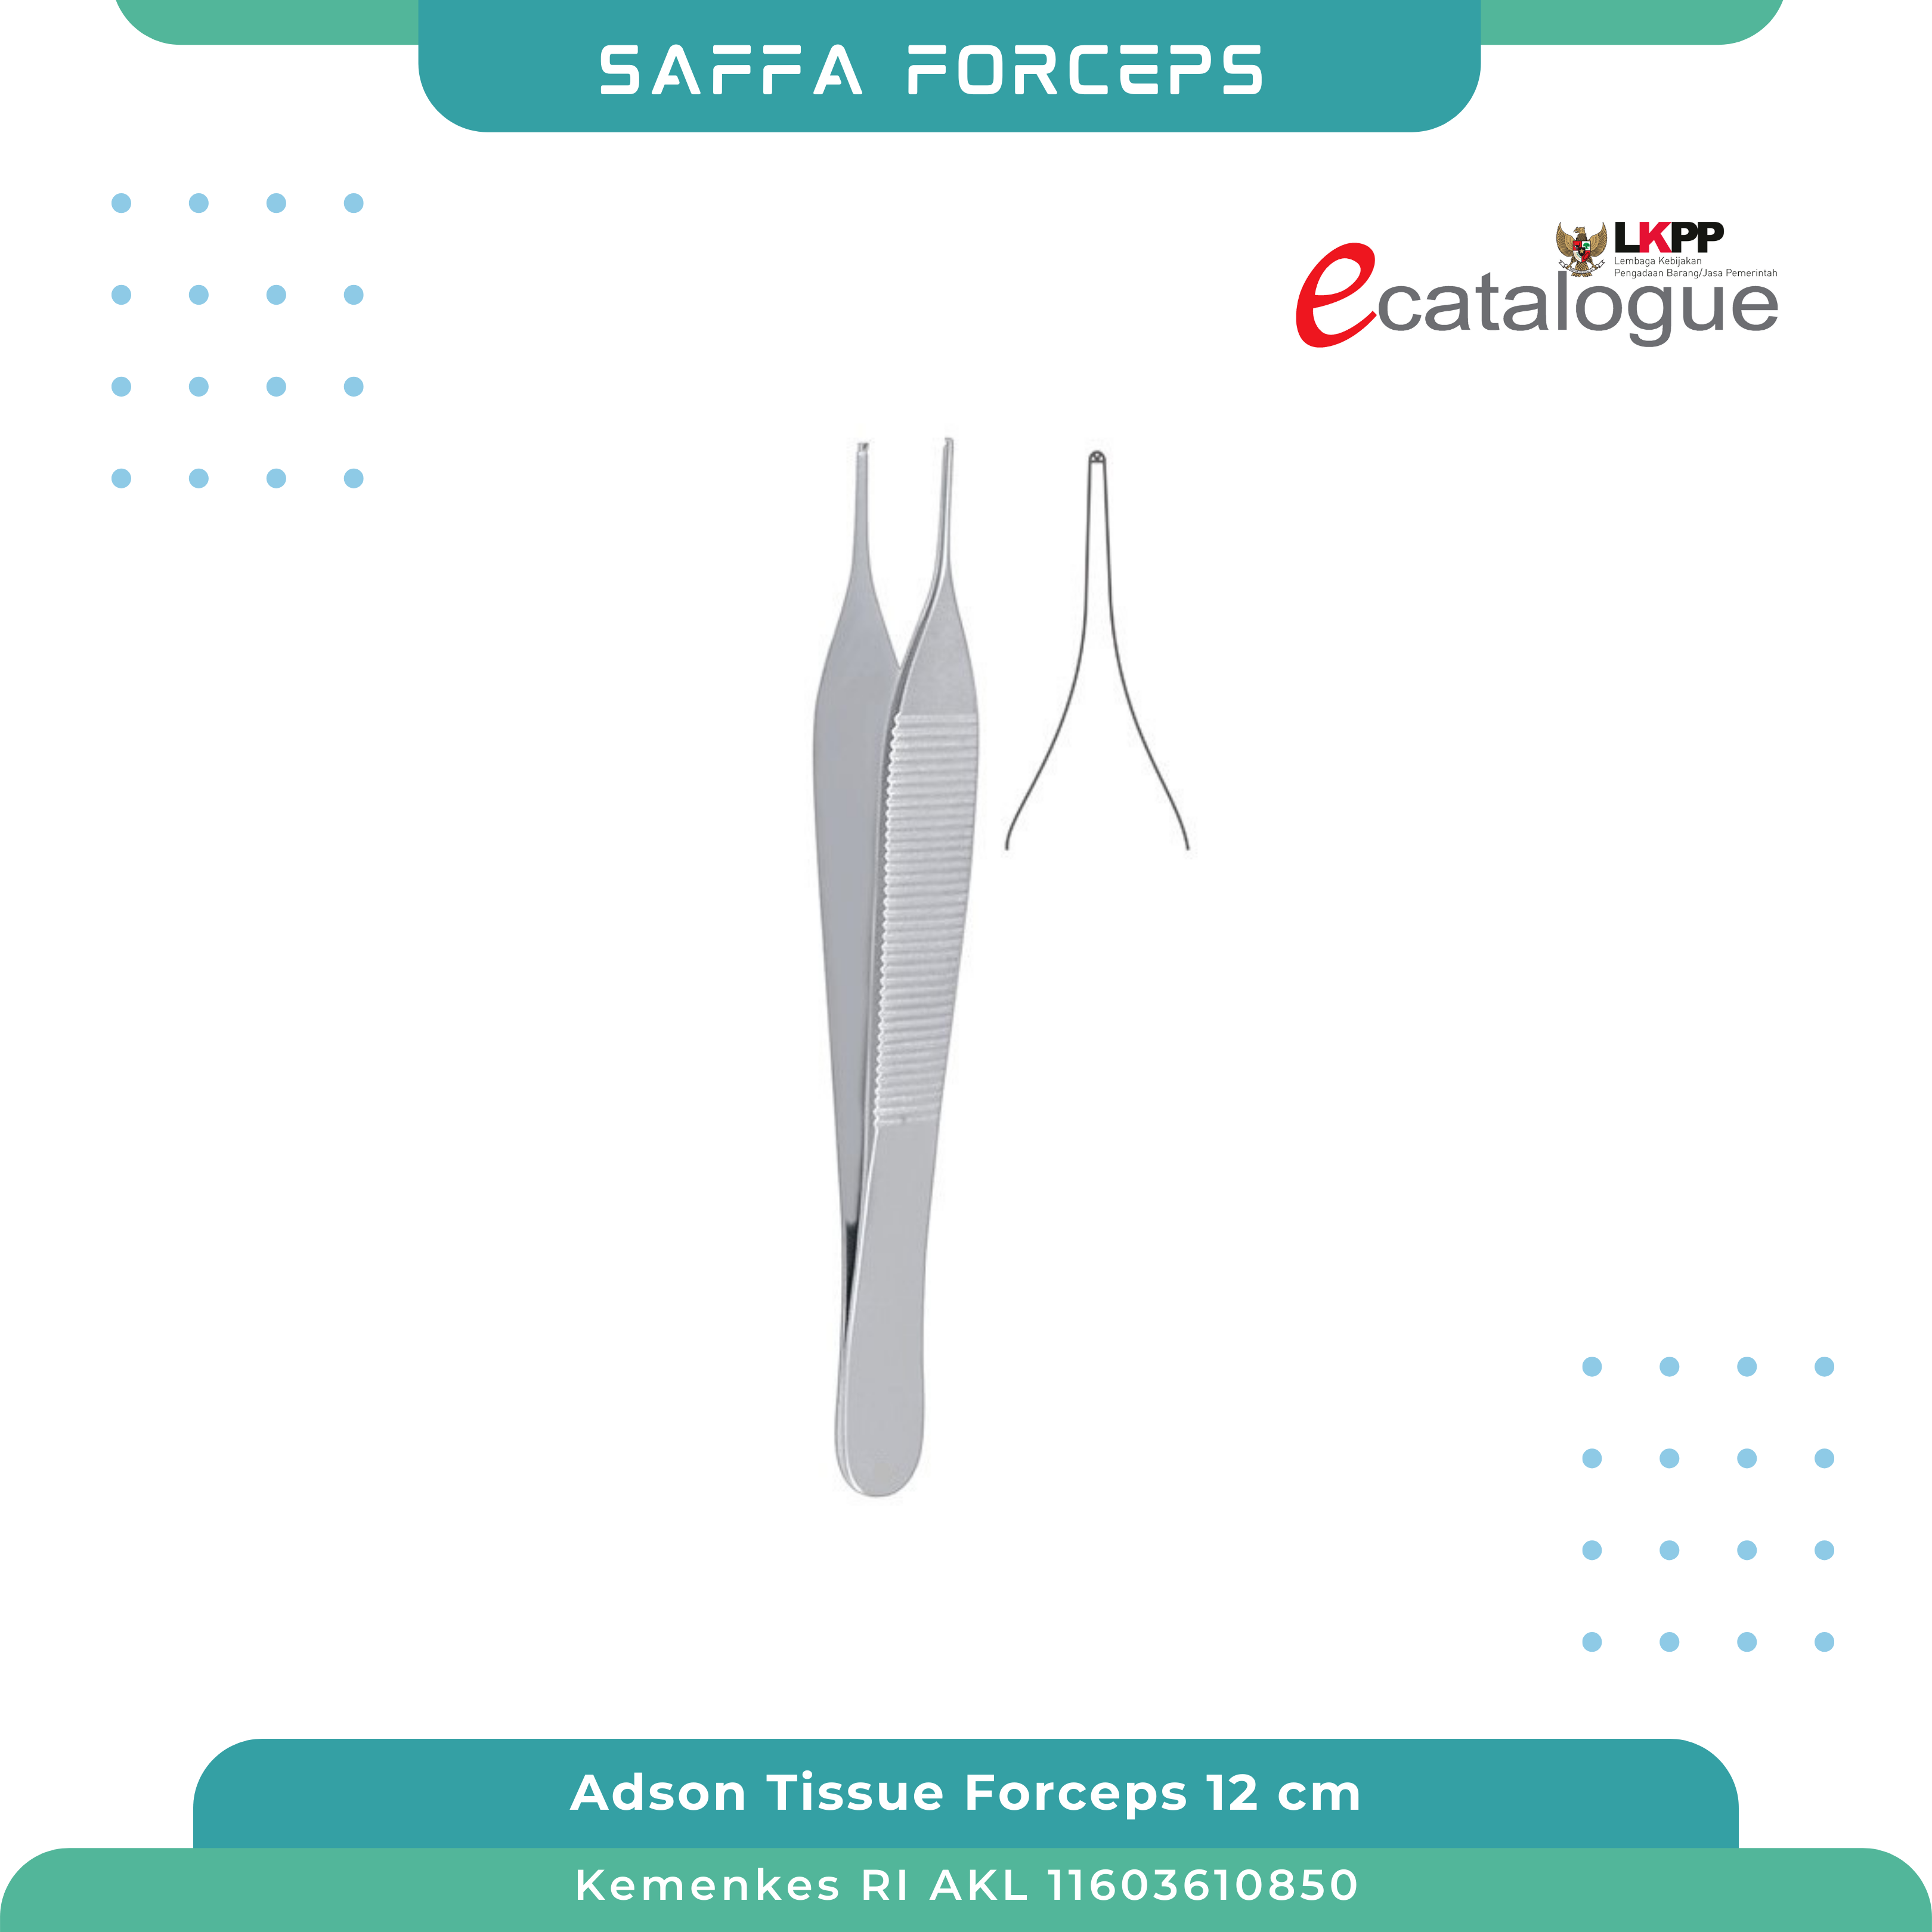 SAFFA FORCEPS
LKPP
Lembaga Kebijakan
Pengadaan Barang/Jasa Pemerintah
ecatalogue
Adson Tissue Forceps 12 cm
Kemenkes RI AKL 11603610850